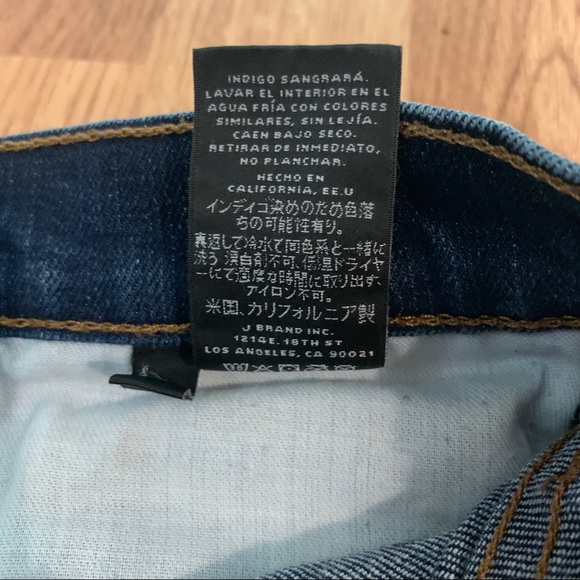 INDIGO SANGRARÁ.
LAVAR EL INTERIOR EN EL
AGUA FRÍA CON COLORES
SIMILARES, SIN LEJÍA.
CAEN BAJO SECO.
RETIRAR DE INMEDIATO,
NO PLANCHAR.
HECHO EN
CALIFORNIA, EE.U
インディゴ染めのため色落
ちの可能性有り。
裏返して冷水で同色系と一緒に
洗う 漂白剤不可、低温ドライヤ
ーにて適度な時間に取り出す、
アイロン不可。
米国、カリフォルニア製
J BRAND INC.
1214E. 18TH ST
LOS ANGELES, CA 90021